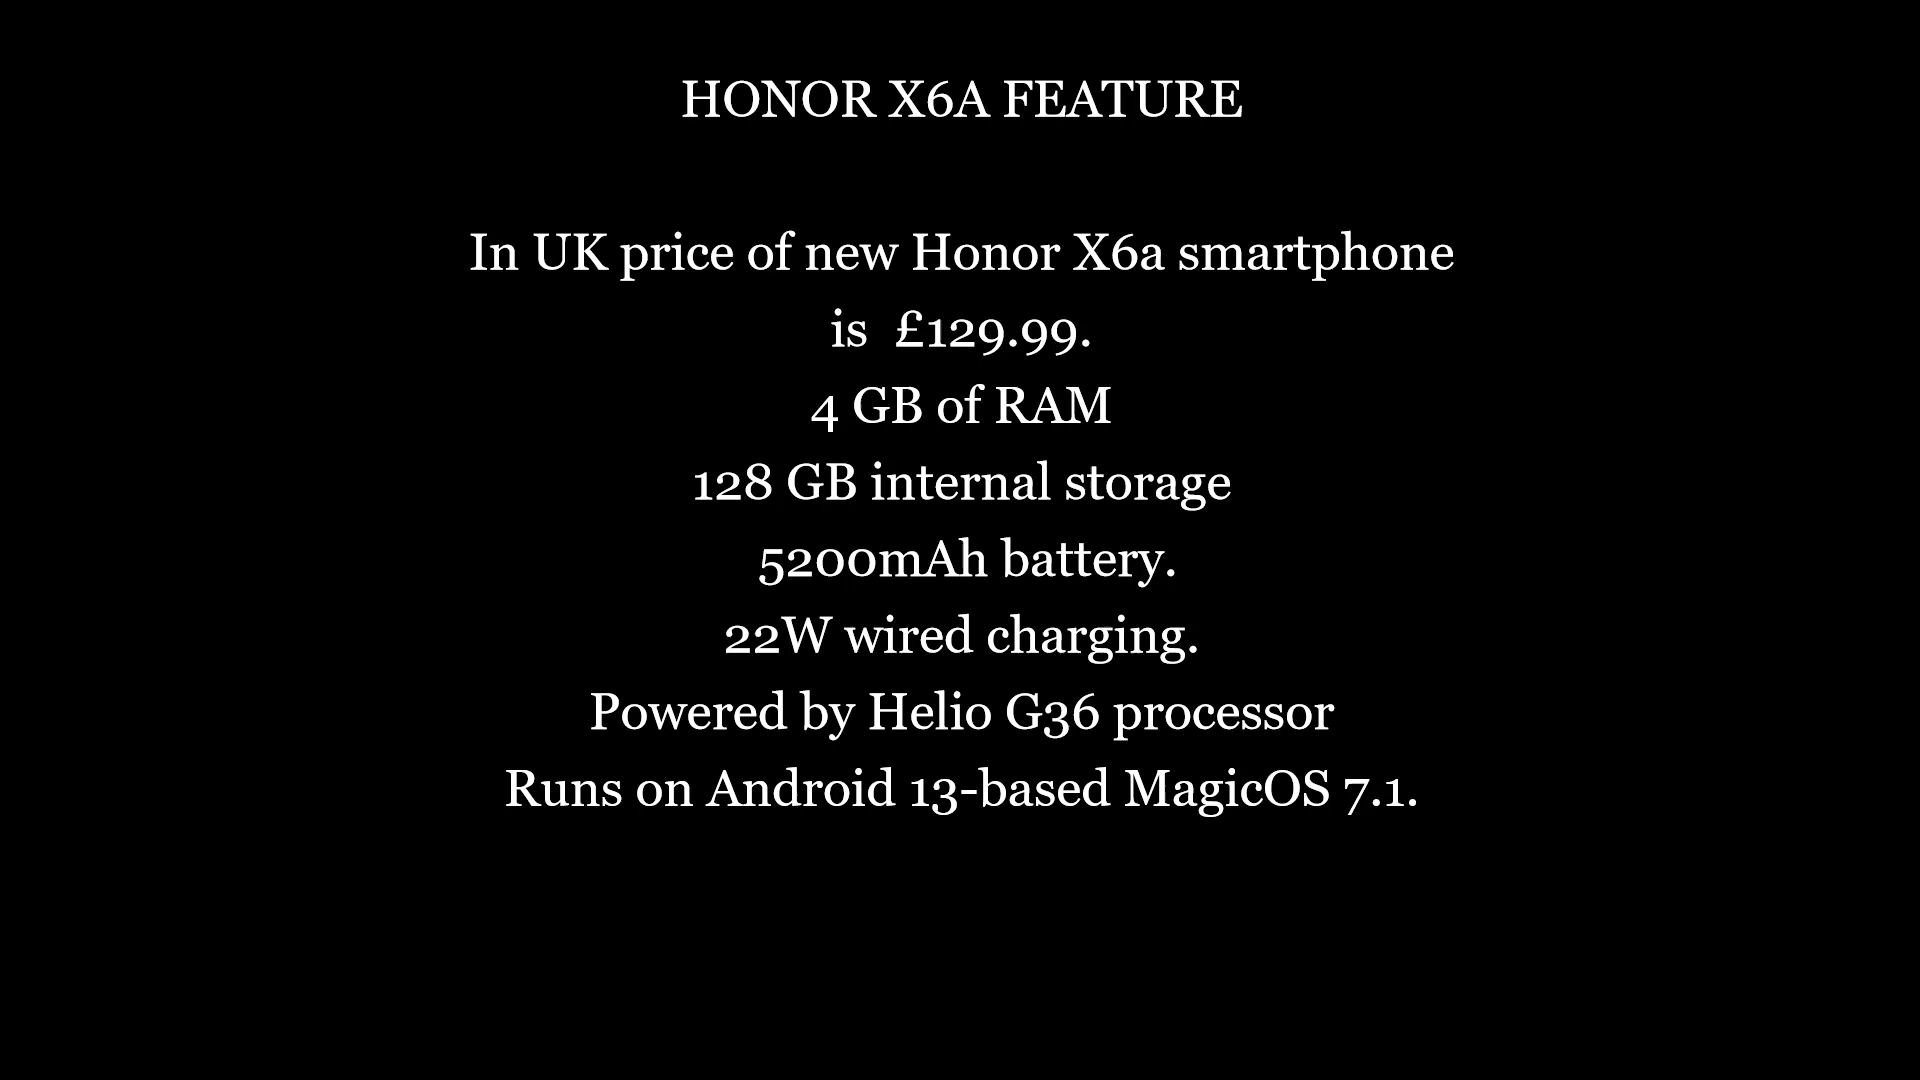 HONOR X6A FEATURE
In UK price of new Honor X6a smartphone
is  £129.99.
4 GB of RAM
128 GB internal storage
5200mAh battery.
22W wired charging.
Powered by Helio G36 processor
Runs on Android 13-based MagicOS 7.1.